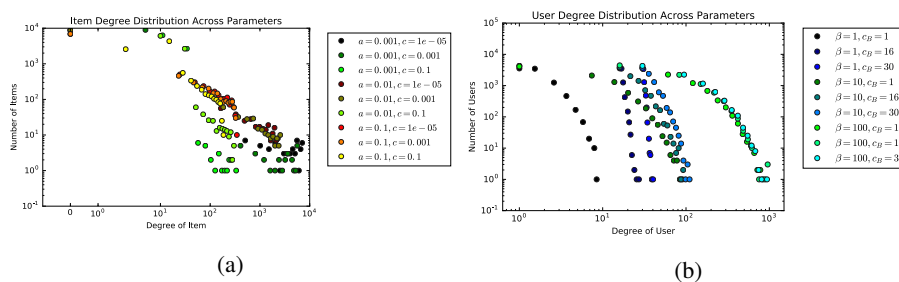 Item Degree Distribution Across Parameters
10^4
10^3
10^2
10^1
10^0
10^-1
Number of Items
0
10^0
10^1
10^2
10^3
10^4
Degree of Item
a = 0.001, c = 1e − 05
a = 0.001, c = 0.001
a = 0.001, c = 0.1
a = 0.01, c = 1e − 05
a = 0.01, c = 0.001
a = 0.01, c = 0.1
a = 0.1, c = 1e − 05
a = 0.1, c = 0.001
a = 0.1, c = 0.1
(a)
User Degree Distribution Across Parameters
10^5
10^4
10^3
10^2
10^1
10^0
10^-1
Number of Users
10^0
10^1
10^2
10^3
Degree of User
β = 1, c_B = 1
β = 1, c_B = 16
β = 1, c_B = 30
β = 10, c_B = 1
β = 10, c_B = 16
β = 10, c_B = 30
β = 100, c_B = 1
β = 100, c_B = 1
β = 100, c_B = 3
(b)